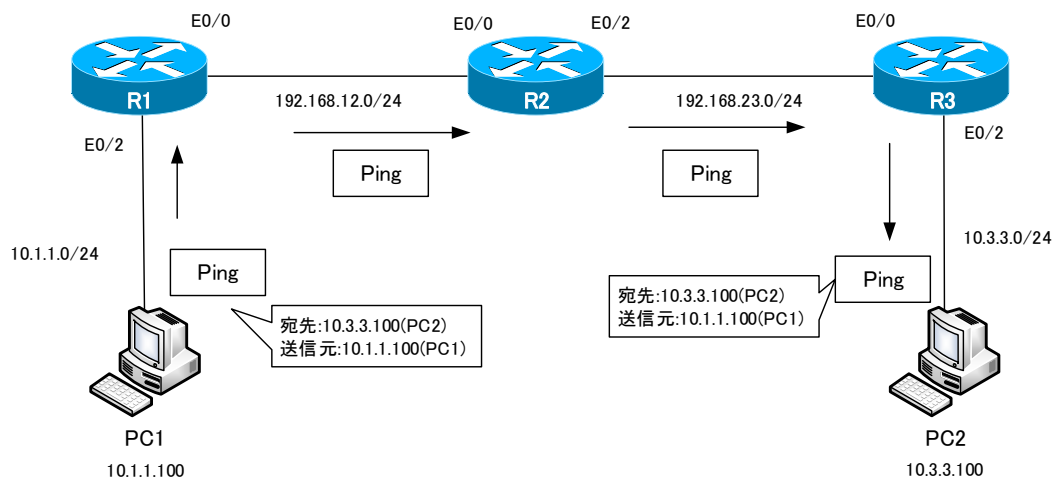 E0/0
E0/0
E0/2
E0/0
R1
R2
R3
192.168.12.0/24
192.168.23.0/24
E0/2
E0/2
Ping
Ping
10.1.1.0/24
10.3.3.0/24
Ping
Ping
宛先:10.3.3.100(PC2)
送信元:10.1.1.100(PC1)
宛先:10.3.3.100(PC2)
送信元:10.1.1.100(PC1)
PC1
10.1.1.100
PC2
10.3.3.100